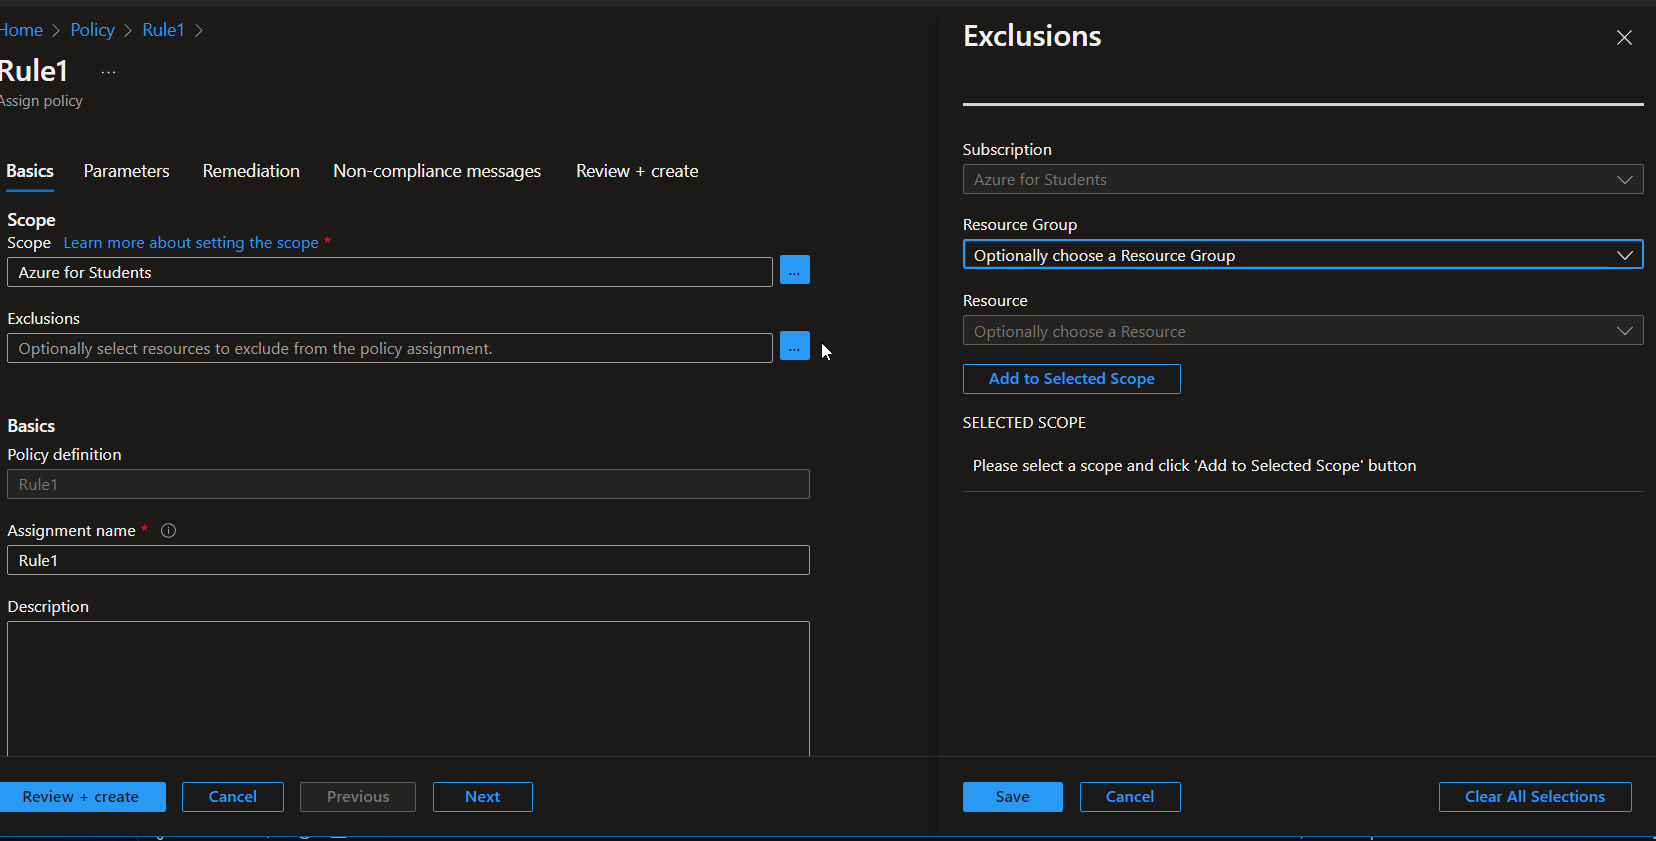 Home > Policy > Rule1 >
Rule1 ...
Assign policy
Basics Parameters Remediation Non-compliance messages Review + create
Scope
Scope Learn more about setting the scope *
Azure for Students
...
Exclusions
Optionally select resources to exclude from the policy assignment.
...
Basics
Policy definition
Rule1
Assignment name *
Rule1
Description
Review + create Cancel Previous Next
Exclusions
Subscription
Azure for Students
Resource Group
Optionally choose a Resource Group
Resource
Optionally choose a Resource
Add to Selected Scope
SELECTED SCOPE
Please select a scope and click 'Add to Selected Scope' button
Save Cancel Clear All Selections